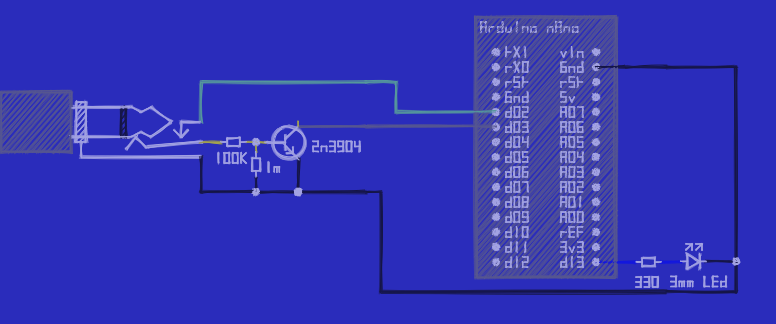 Arduino nAno
tX1 vIn
rX0 Gnd
rSt rSt
Gnd 5v
d02 A07
d03 A06
d04 A05
d05 A04
d06 A03
d07 A02
d08 A01
d09 A00
d10 rEF
d11 3v3
d12 d13
2n3904
100K
1m
330 3mm LEd